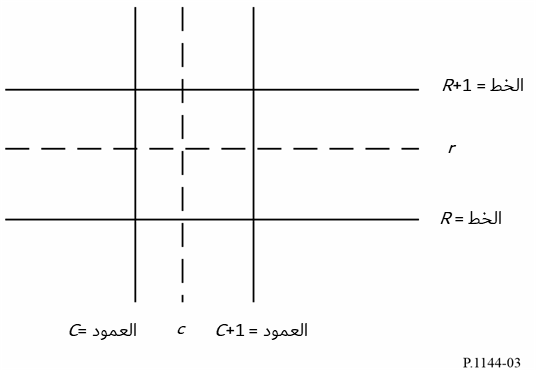 الخط = R+1
r
الخط = R
العمود = C
c
العمود = C+1
P.1144-03